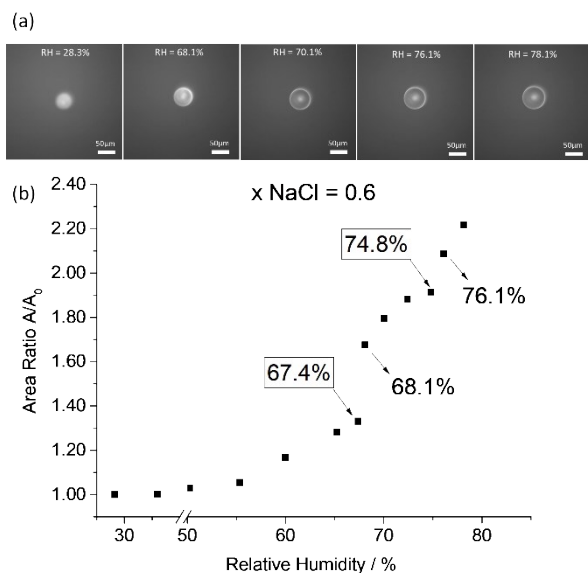 (a)
RH = 28.3% RH = 68.1% RH = 70.1% RH = 76.1% RH = 78.1%
50µm 50µm 50µm 50µm 50µm
(b)
x NaCl = 0.6
2.40
2.20
2.00
1.80
1.60
1.40
1.20
1.00
Area Ratio A/A0
74.8%
76.1%
67.4%
68.1%
30 50 60 70 80
Relative Humidity / %